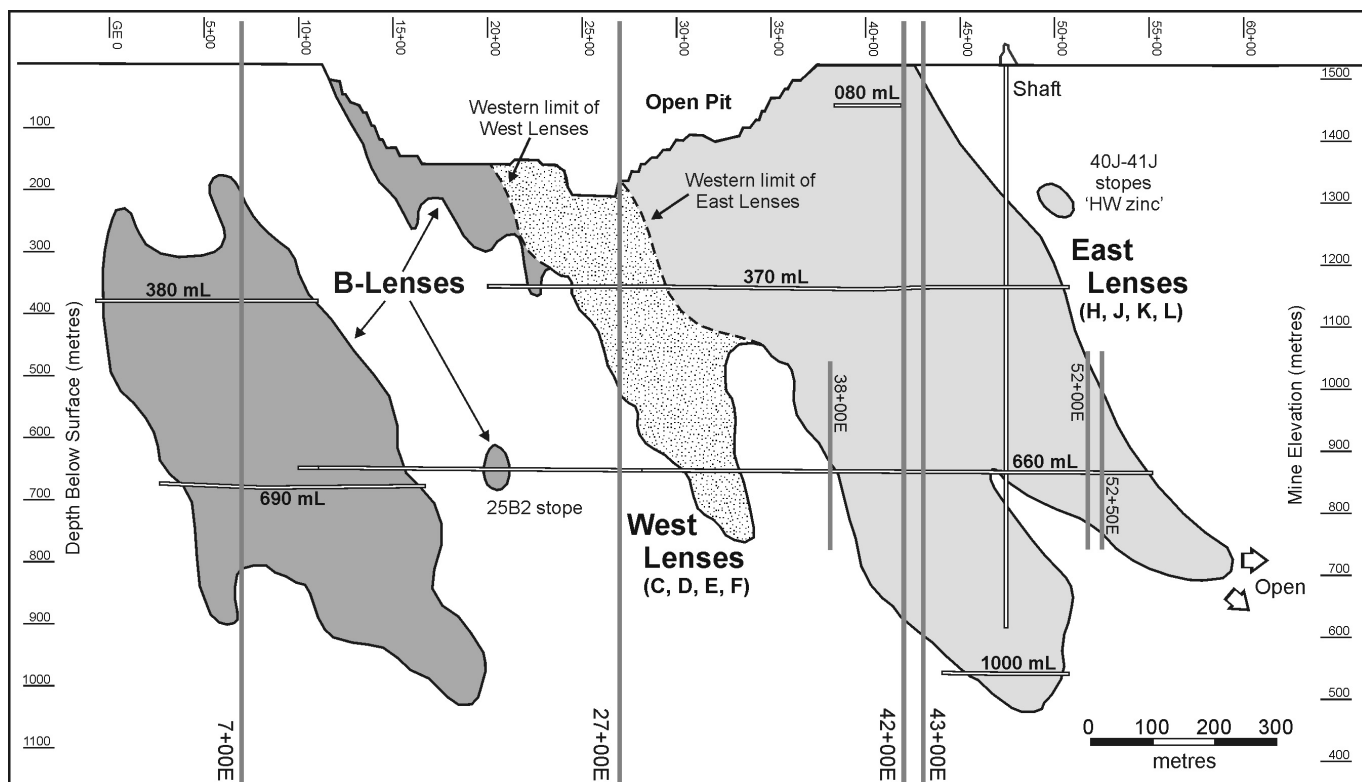 GE 0
5+00
10+00
15+00
20+00
25+00
30+00
35+00
40+00
45+00
50+00
55+00
60+00
Depth Below Surface (metres)
100
200
300
400
500
600
700
800
900
1000
1100
Mine Elevation (metres)
1500
1400
1300
1200
1100
1000
900
800
700
600
500
400
Open Pit
080 mL
Shaft
Western limit of
West Lenses
Western limit of
East Lenses
40J-41J
stopes
'HW zinc'
East
Lenses
(H, J, K, L)
B-Lenses
380 mL
370 mL
38+00E
52+00E
52+50E
660 mL
690 mL
25B2 stope
West
Lenses
(C, D, E, F)
Open
1000 mL
7+00E
27+00E
42+00E
43+00E
0 100 200 300
metres